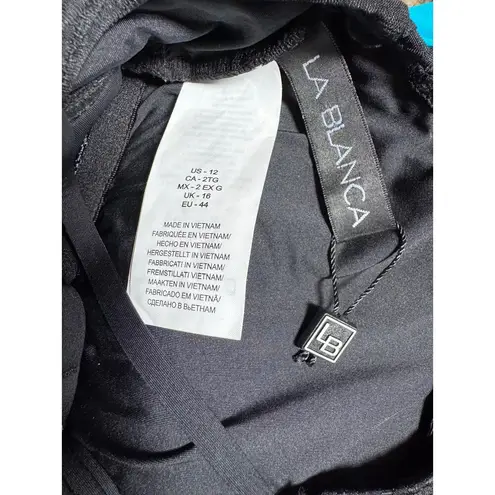 US - 12
CA - 2TG
MX - 2 EX G
UK - 16
EU - 44
MADE IN VIETNAM
FABRIQUÉE EN VIETNAM
HECHO EN VIETNAM
HERGESTELLT IN VIETNAM
FABBRICATI IN VIETNAM
FREMSTILLATI VIETNAM
MAAKTEN IN VIETNAM
FABRICADO EM VIETNÃ/
СДЕЛАНО В ВЬЕТНАМ
LA BLANCA
LB